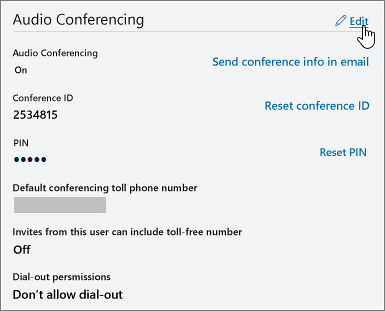 Audio Conferencing Edit
Audio Conferencing
On
Send conference info in email
Conference ID
2534815
Reset conference ID
PIN
•••••
Reset PIN
Default conferencing toll phone number
Invites from this user can include toll-free number
Off
Dial-out persmissions
Don't allow dial-out